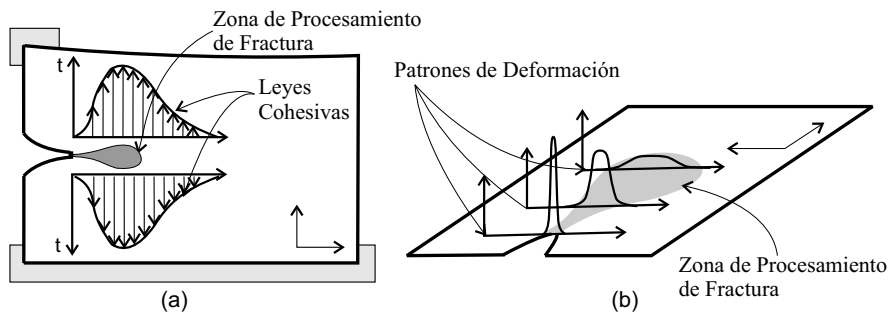 Zona de Procesamiento
de Fractura
t
Leyes
Cohesivas
t
(a)
Patrones de Deformación
Zona de Procesamiento
de Fractura
(b)